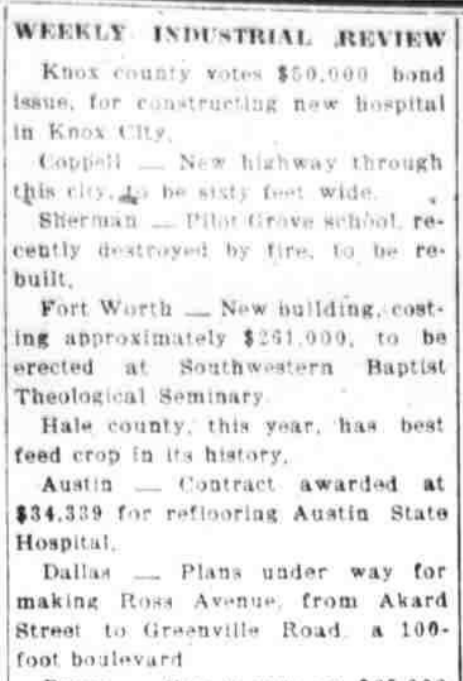 WEEKLY INDUSTRIAL REVIEW
Knox county votes $50,000 bond
issue, for constructing new hospital
in Knox City.
Coppell — New highway through
this city, to be sixty feet wide.
Sherman — Pilot Grove school, re-
cently destroyed by fire, to be re-
built.
Fort Worth — New building, cost-
ing approximately $261,000, to be
erected at Southwestern Baptist
Theological Seminary.
Hale county, this year, has best
feed crop in its history.
Austin — Contract awarded at
$34,339 for reflooring Austin State
Hospital.
Dallas — Plans under way for
making Ross Avenue, from Akard
Street to Greenville Road, a 100-
foot boulevard